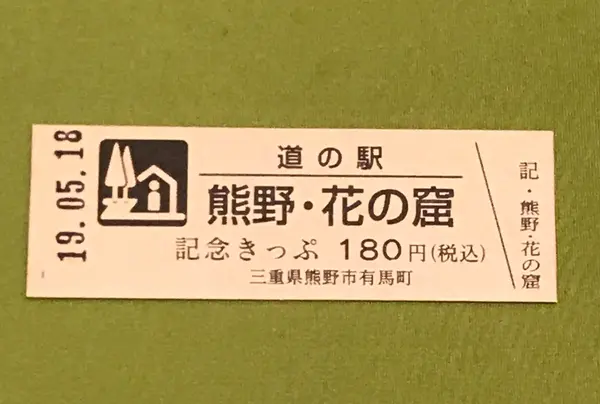 19.05.18
道の駅
熊野・花の窟
記念きっぷ 180円(税込)
三重県熊野市有馬町
記・熊野・花の窟